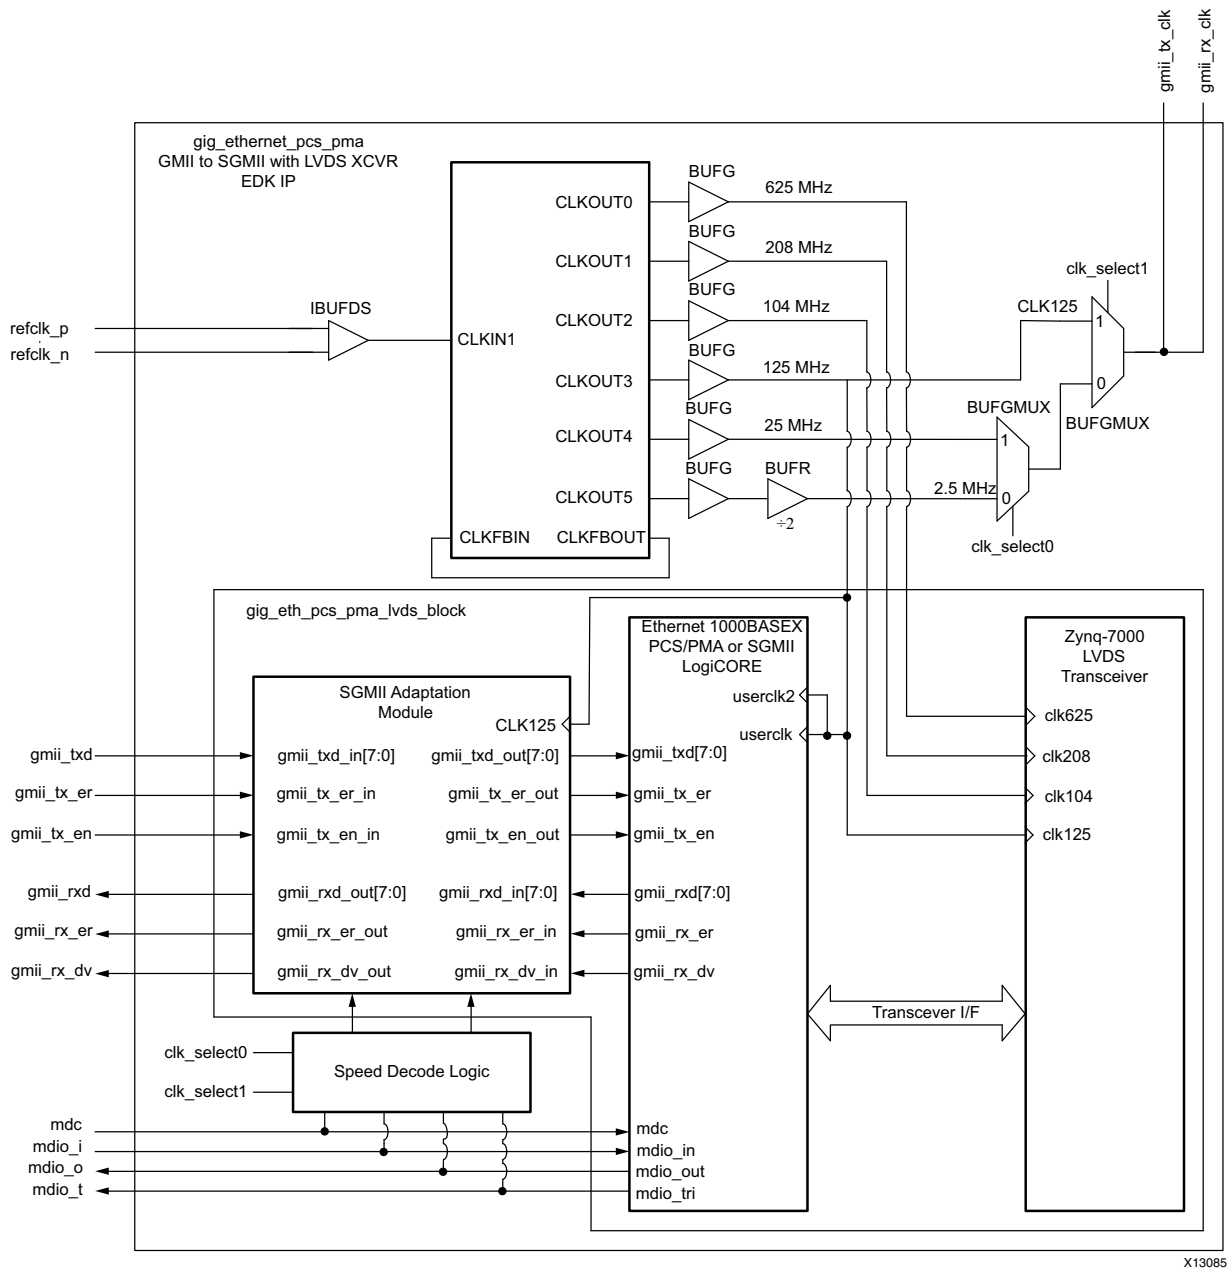 gmii_tx_clk
gmii_rx_clk
gig_ethernet_pcs_pma
GMII to SGMII with LVDS XCVR
EDK IP
refclk_p
refclk_n
IBUFDS
CLKIN1
CLKOUT0
CLKOUT1
CLKOUT2
CLKOUT3
CLKOUT4
CLKOUT5
CLKFBIN
CLKFBOUT
BUFG
625 MHz
BUFG
208 MHz
BUFG
104 MHz
BUFG
125 MHz
BUFG
25 MHz
BUFG
BUFR
÷2
2.5 MHz
clk_select1
CLK125
1
0
BUFGMUX
BUFGMUX
1
0
clk_select0
gig_eth_pcs_pma_lvds_block
SGMII Adaptation
Module
CLK125
gmii_txd
gmii_tx_er
gmii_tx_en
gmii_rxd
gmii_rx_er
gmii_rx_dv
gmii_txd_in[7:0]
gmii_tx_er_in
gmii_tx_en_in
gmii_rxd_out[7:0]
gmii_rx_er_out
gmii_rx_dv_out
gmii_txd_out[7:0]
gmii_tx_er_out
gmii_tx_en_out
gmii_rxd_in[7:0]
gmii_rx_er_in
gmii_rx_dv_in
Ethernet 1000BASEX
PCS/PMA or SGMII
LogiCORE
userclk2
userclk
gmii_txd[7:0]
gmii_tx_er
gmii_tx_en
gmii_rxd[7:0]
gmii_rx_er
gmii_rx_dv
mdc
mdio_in
mdio_out
mdio_tri
Transcever I/F
Zynq-7000
LVDS
Transceiver
clk625
clk208
clk104
clk125
clk_select0
clk_select1
Speed Decode Logic
mdc
mdio_i
mdio_o
mdio_t
X13085